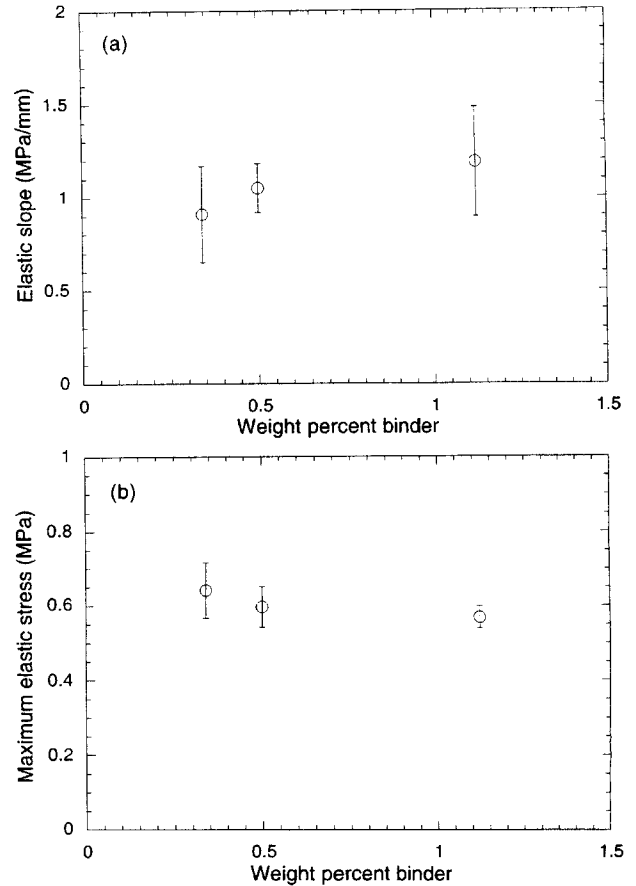 2
(a)
1.5
1
0.5
0
Elastic slope (MPa/mm)
0 0.5 1 1.5
Weight percent binder
1
(b)
0.8
0.6
0.4
0.2
0
Maximum elastic stress (MPa)
0 0.5 1 1.5
Weight percent binder